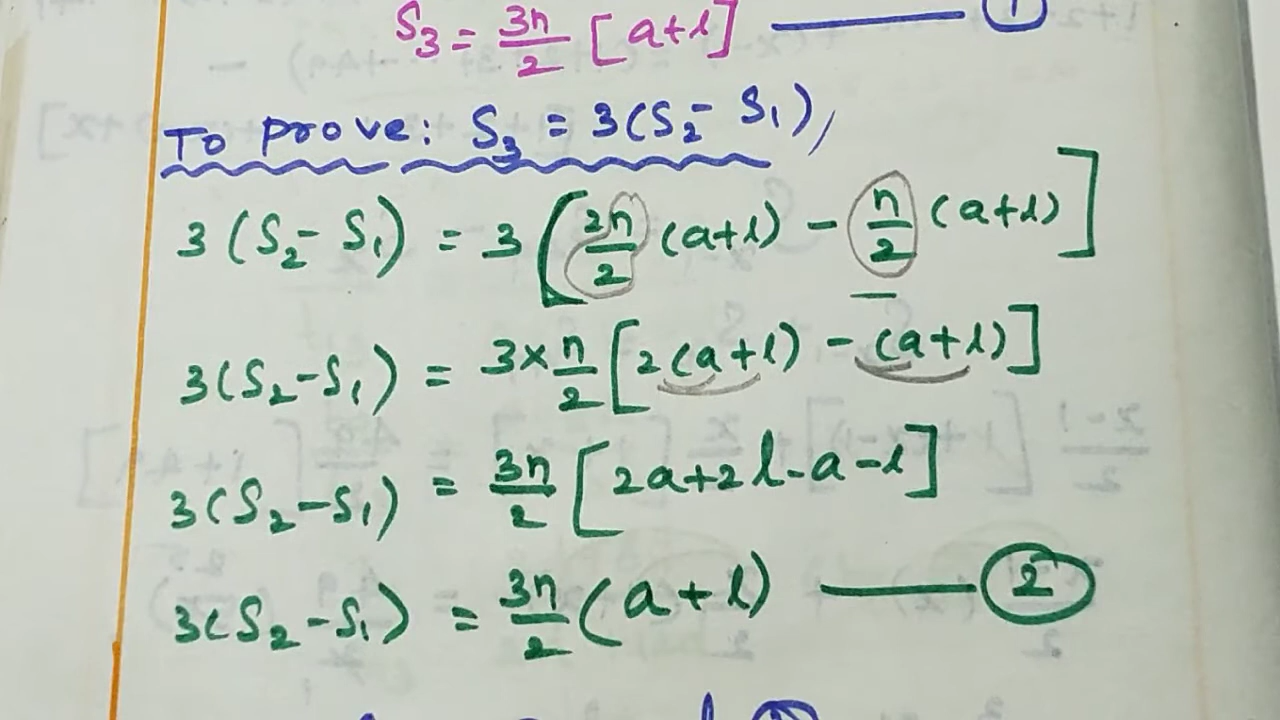 S₃ = 3n/2 [a+l] ——— ①
To prove: S₃ = 3(S₂ - S₁),
3(S₂ - S₁) = 3(2n/2 (a+l) - n/2 (a+l)]
3(S₂ - S₁) = 3×n/2 [2(a+l) - (a+l)]
3(S₂ - S₁) = 3n/2 [2a+2l-a-l]
3(S₂ - S₁) = 3n/2 (a+l) ——— ②